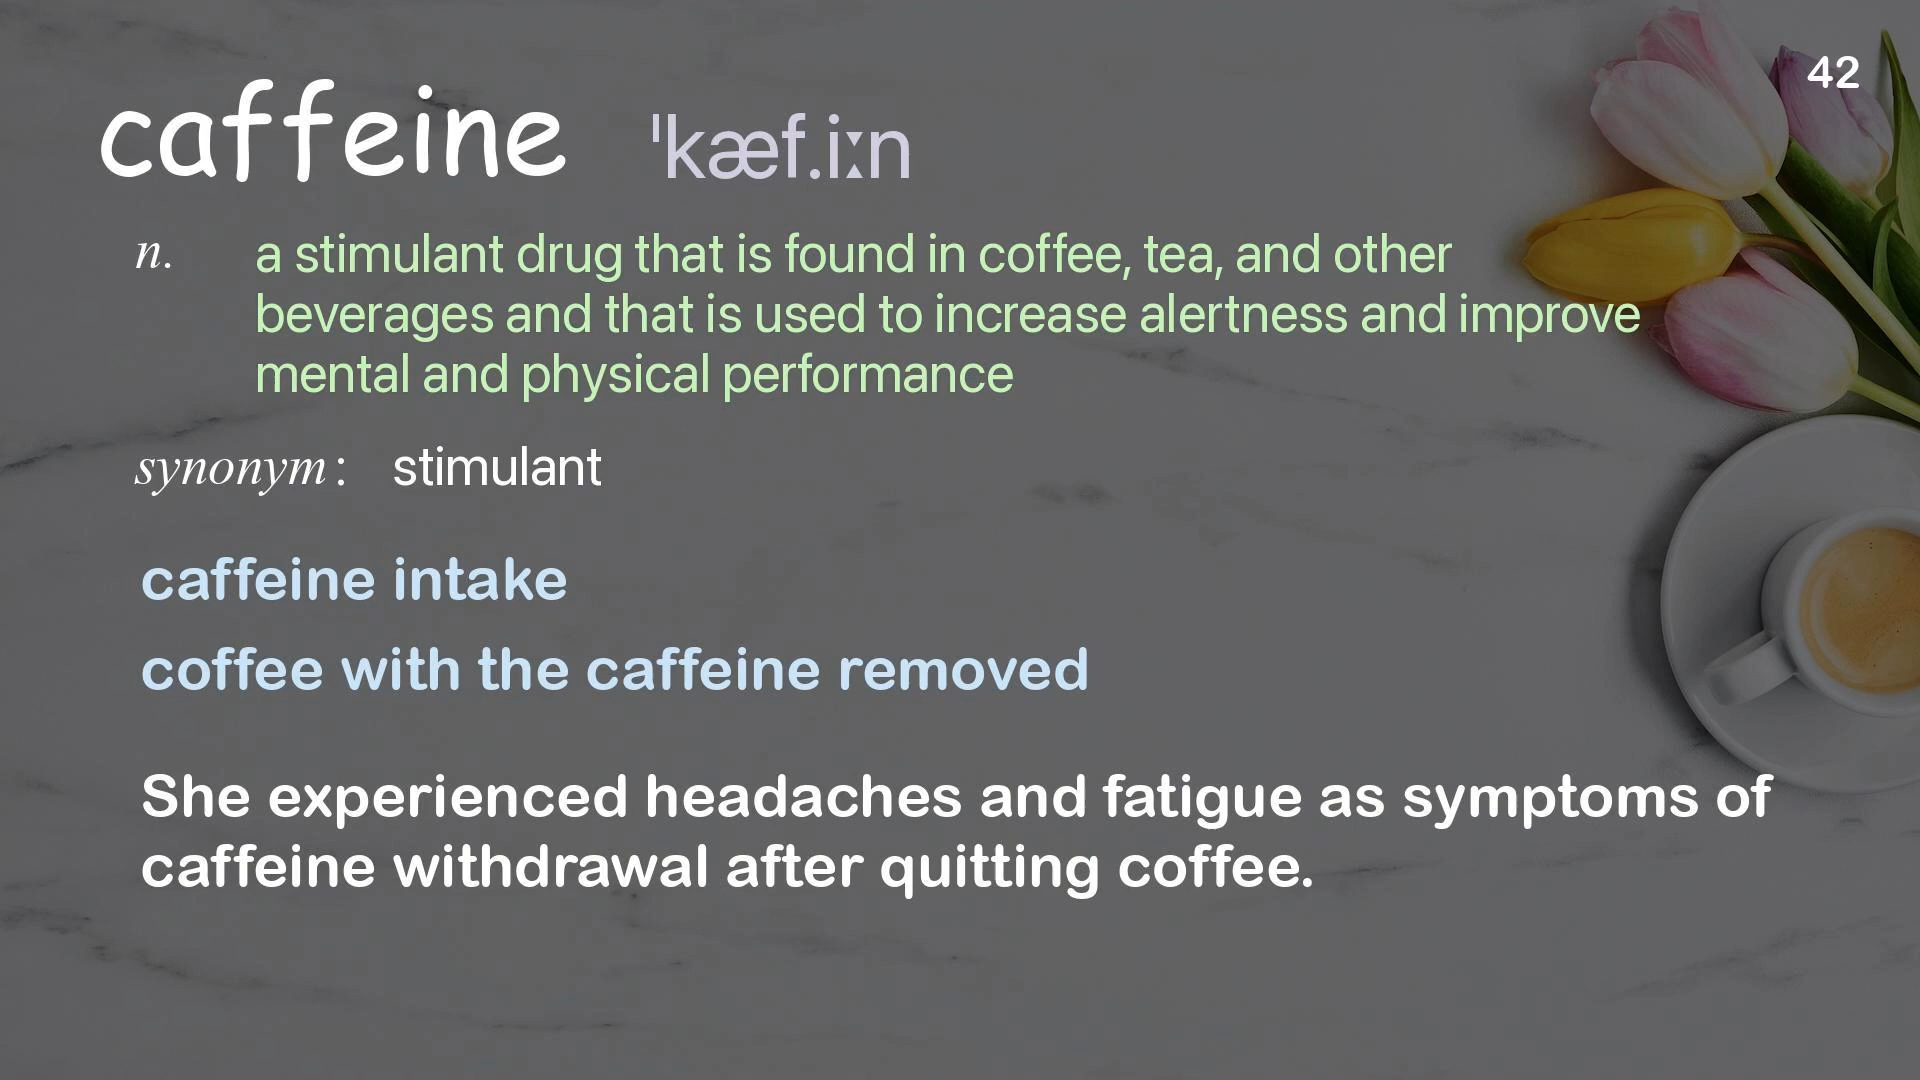 42
caffeine ˈkæf.iːn
n. a stimulant drug that is found in coffee, tea, and other
beverages and that is used to increase alertness and improve
mental and physical performance
synonym: stimulant
caffeine intake
coffee with the caffeine removed
She experienced headaches and fatigue as symptoms of
caffeine withdrawal after quitting coffee.